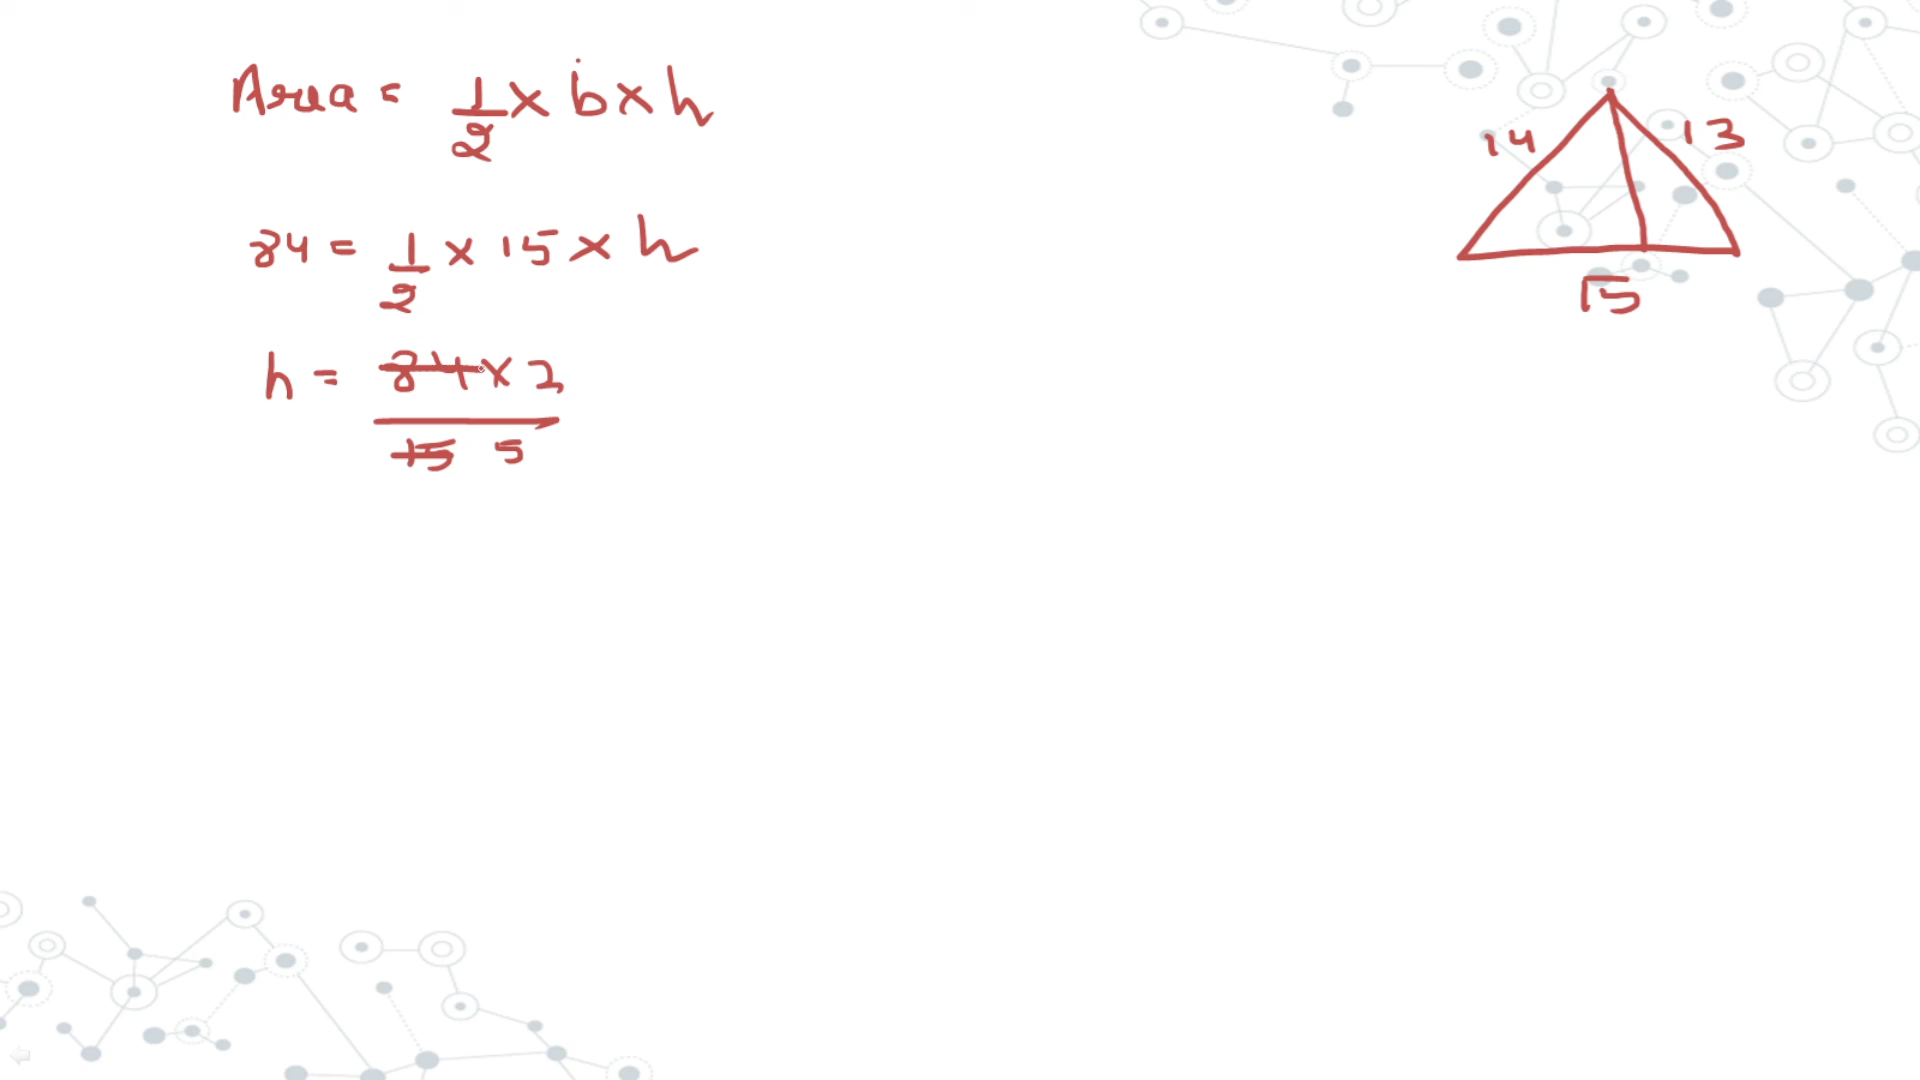 Area = 1/2 × b × h
84 = 1/2 × 15 × h
h = 84 × 2 / 15 5
14
13
15